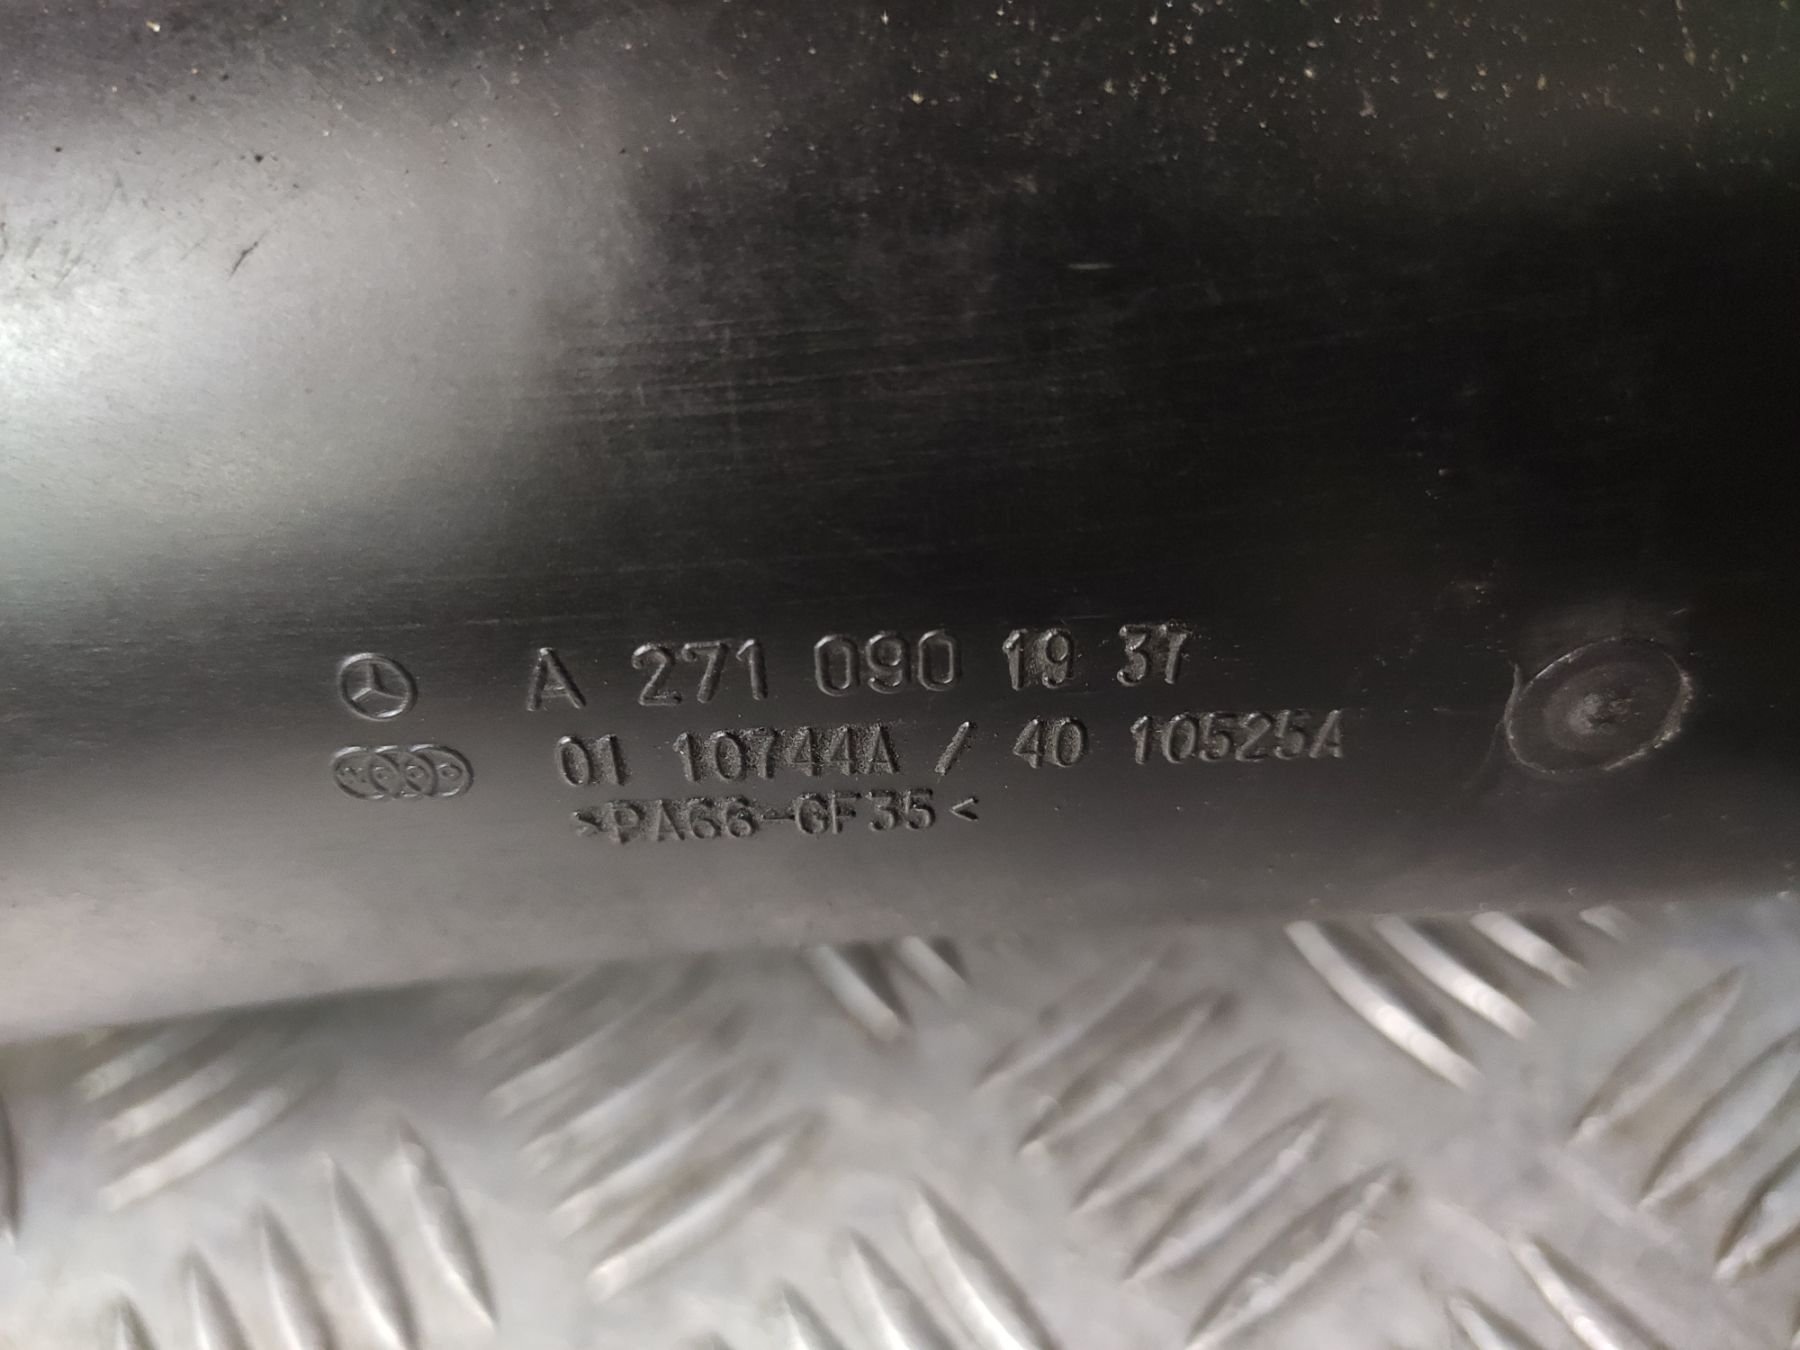 A 271 090 19 37
01 10744A / 40 10525A
>PA66-GF35<